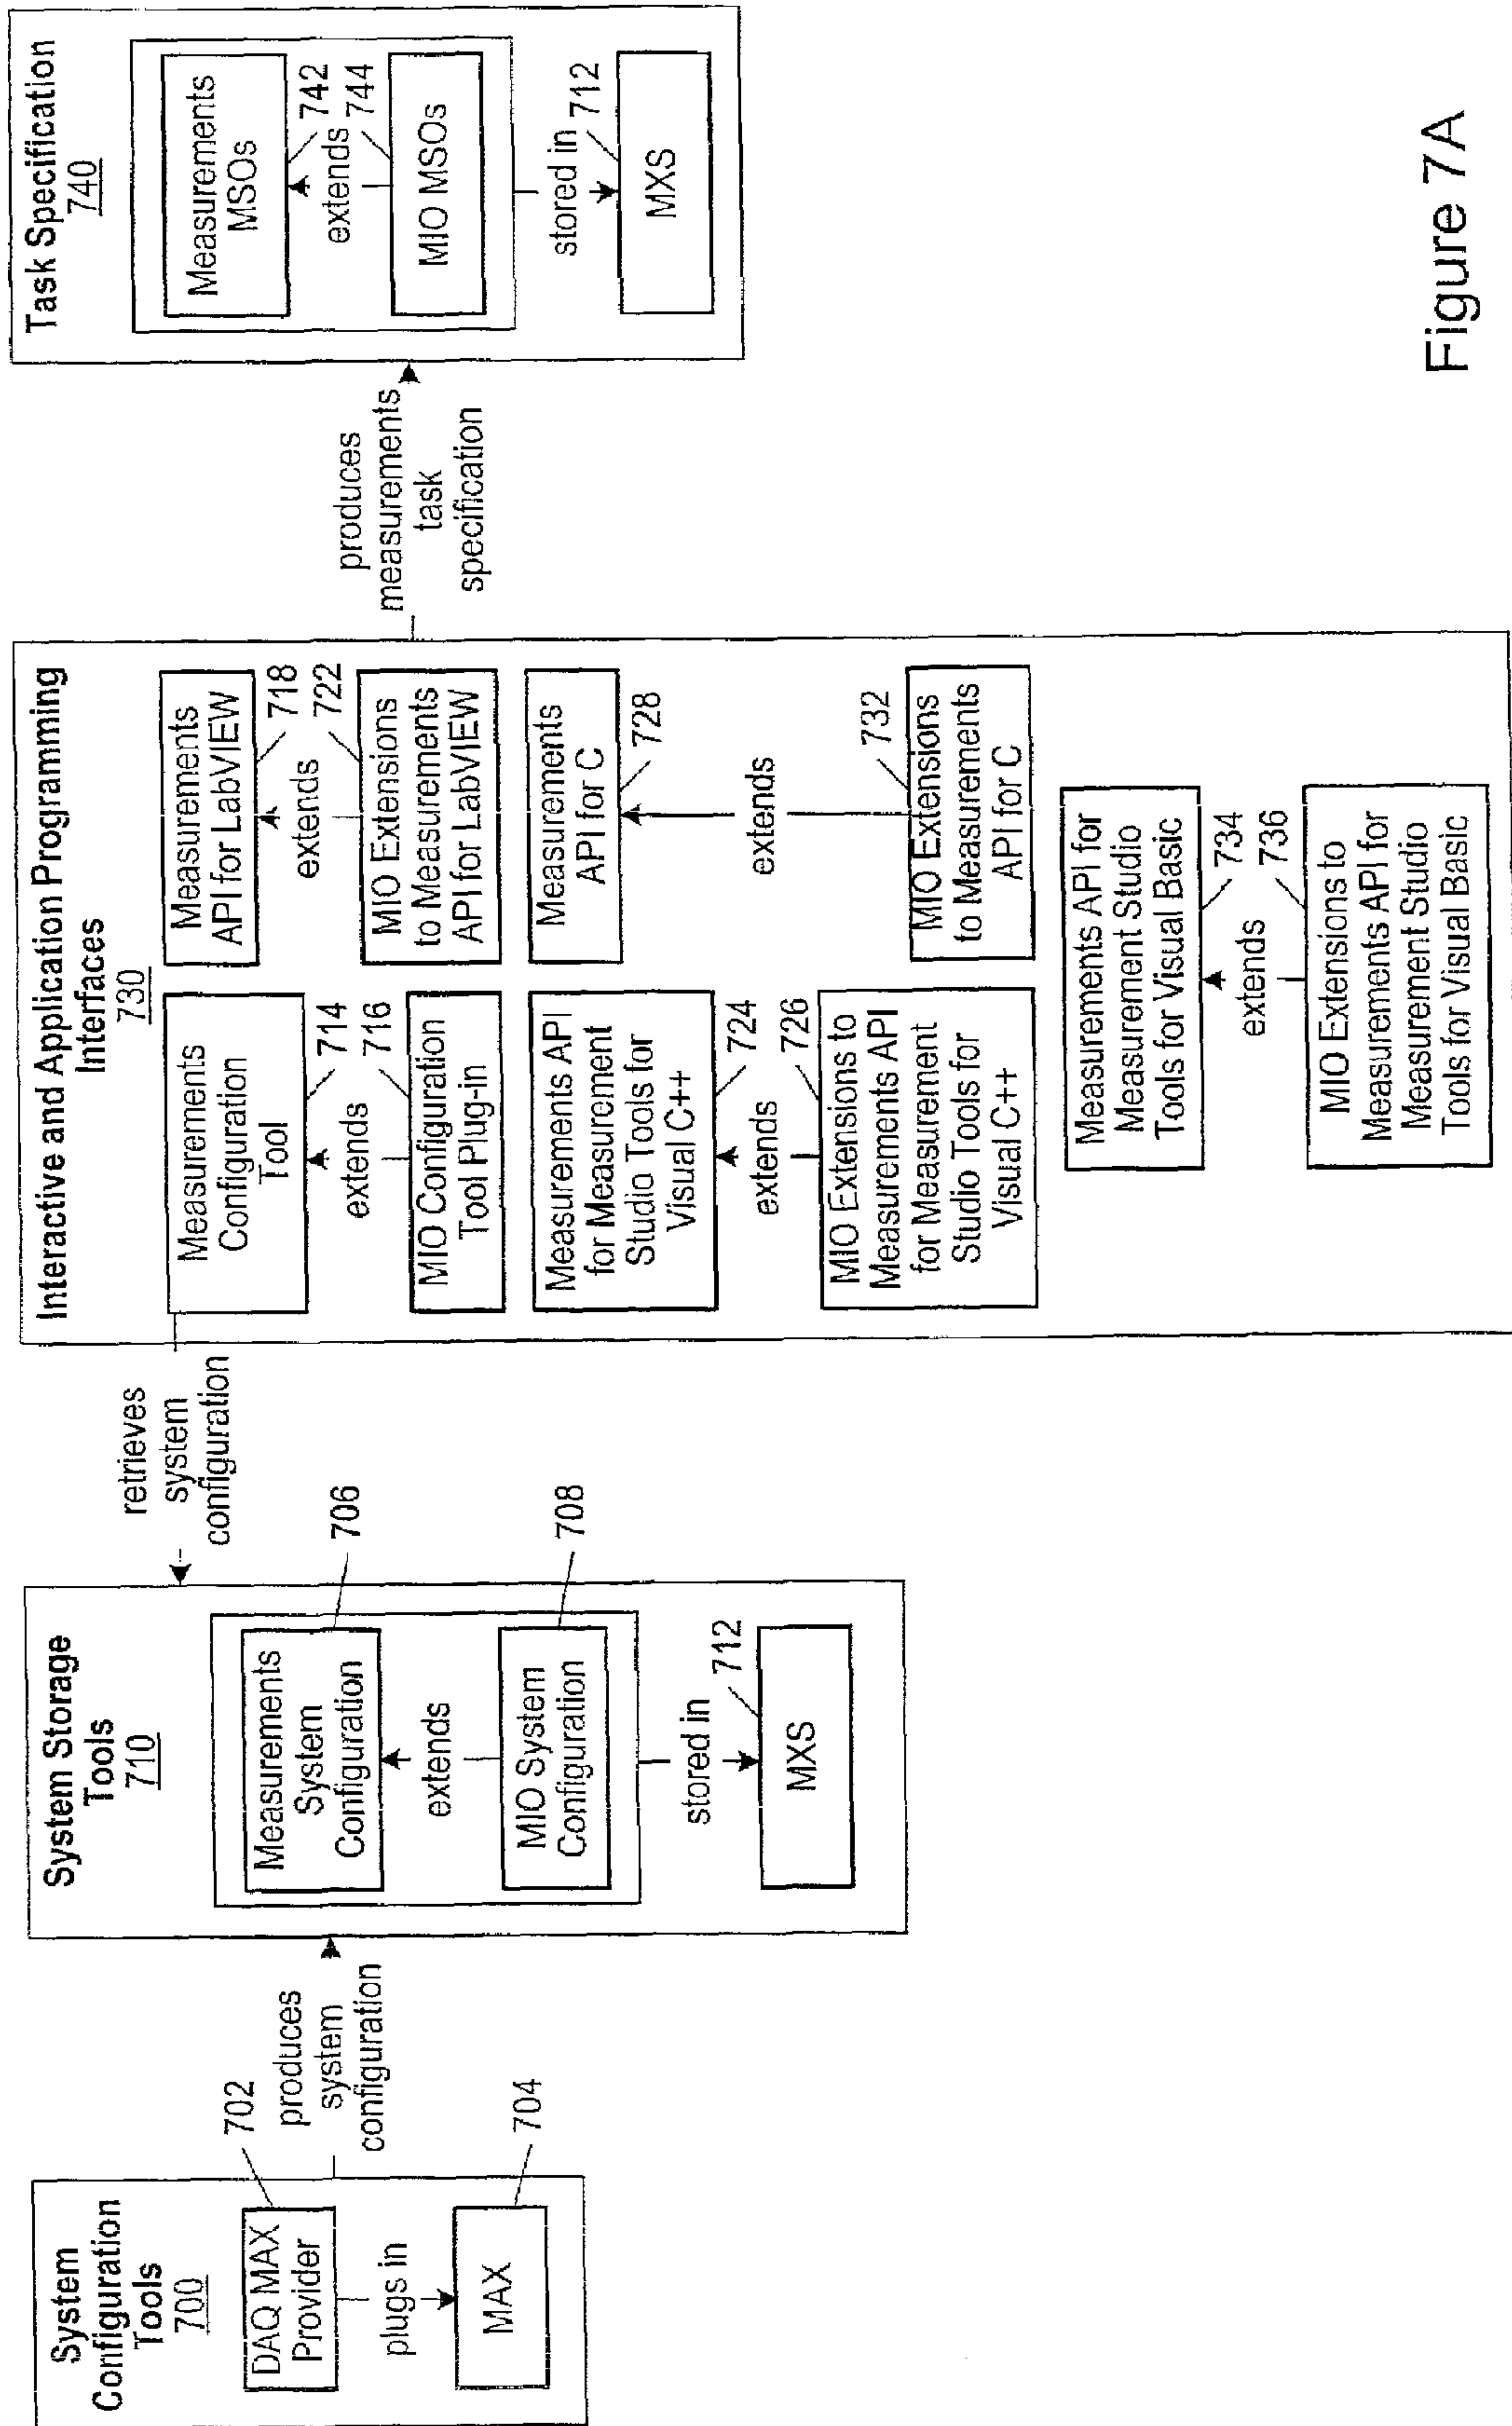 System
Configuration
Tools
700
DAQ MAX
Provider
702
plugs in
MAX
704
produces
system
configuration
System Storage
Tools
710
Measurements
System
Configuration
706
extends
MIO System
Configuration
708
stored in
712
MXS
retrieves
system
configuration
Interactive and Application Programming
Interfaces
730
Measurements
Configuration
Tool
714
extends
716
MIO Configuration
Tool Plug-in
Measurements
API for LabVIEW
718
extends
722
MIO Extensions
to Measurements
API for LabVIEW
Measurements API
for Measurement
Studio Tools for
Visual C++
724
extends
726
MIO Extensions to
Measurements API
for Measurement
Studio Tools for
Visual C++
Measurements
API for C
728
extends
732
MIO Extensions
to Measurements
API for C
Measurements API for
Measurement Studio
Tools for Visual Basic
734
extends
736
MIO Extensions to
Measurements API for
Measurement Studio
Tools for Visual Basic
produces
measurements
task
specification
Task Specification
740
Measurements
MSOs
742
extends
744
MIO MSOs
stored in
712
MXS
Figure 7A